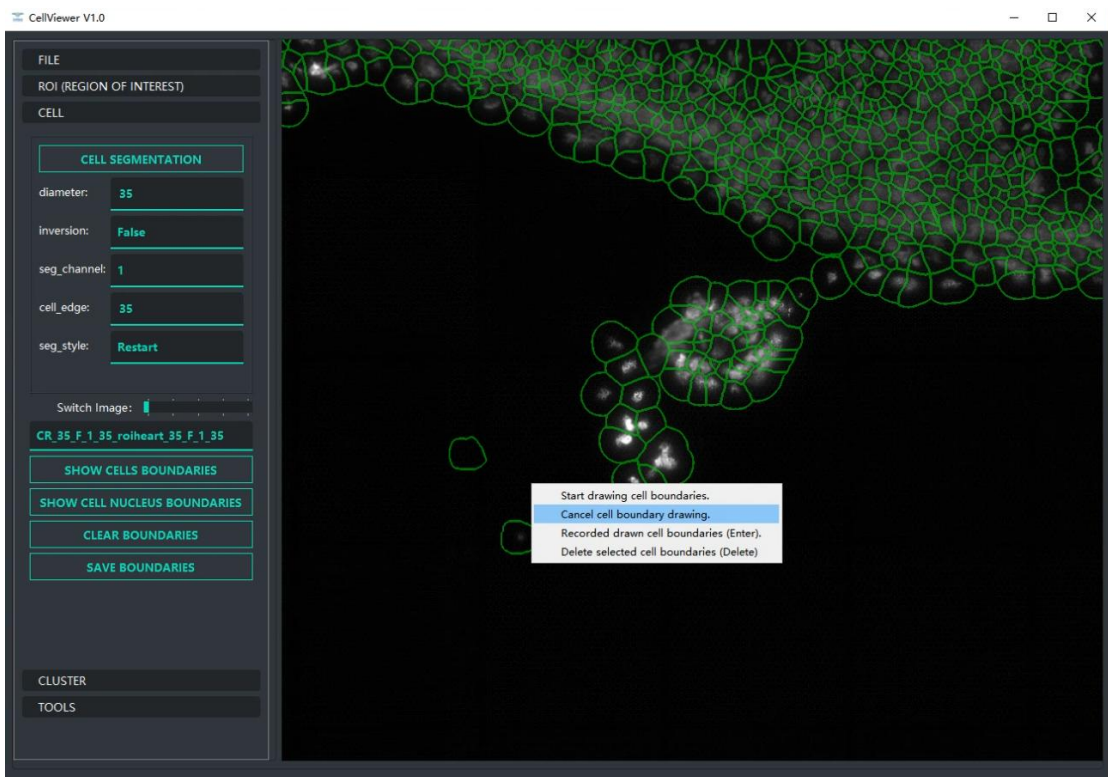 CellViewer V1.0
FILE
ROI (REGION OF INTEREST)
CELL
CELL SEGMENTATION
diameter: 35
inversion: False
seg_channel: 1
cell_edge: 35
seg_style: Restart
Switch Image:
CR_35_F_1_35_roiheart_35_F_1_35
SHOW CELLS BOUNDARIES
SHOW CELL NUCLEUS BOUNDARIES
CLEAR BOUNDARIES
SAVE BOUNDARIES
CLUSTER
TOOLS
Start drawing cell boundaries.
Cancel cell boundary drawing.
Recorded drawn cell boundaries (Enter).
Delete selected cell boundaries (Delete)